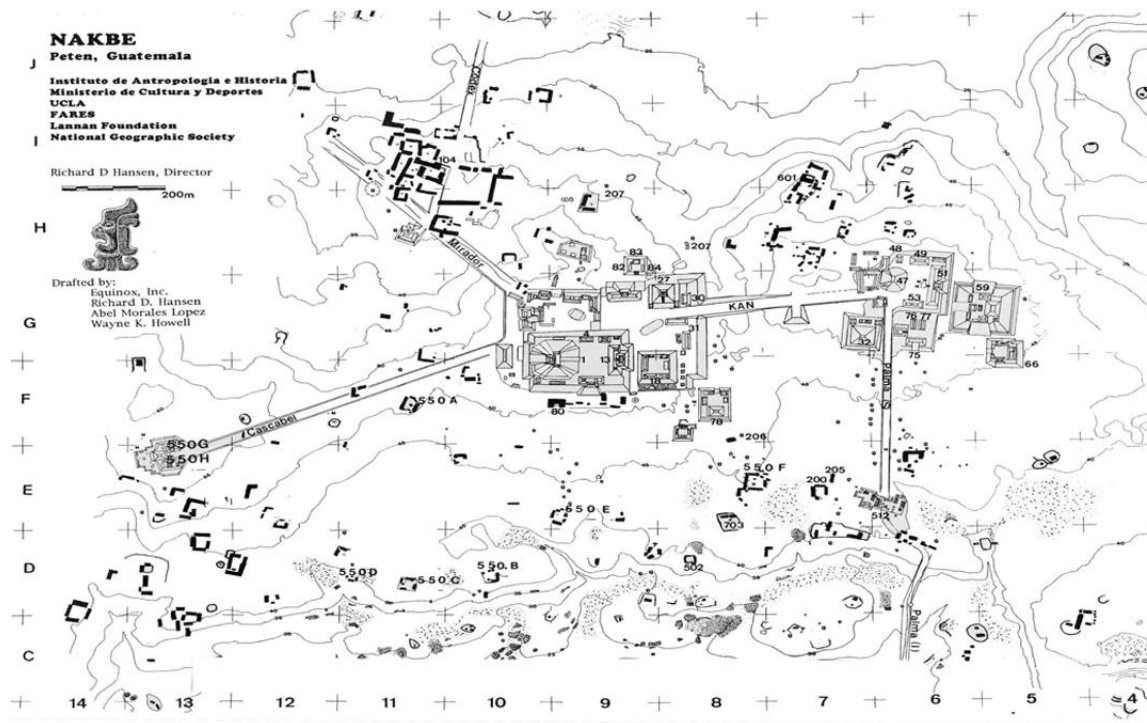 NAKBE
Peten, Guatemala
Instituto de Antropologia e Historia
Ministerio de Cultura y Deportes
UCLA
FARES
Lannan Foundation
National Geographic Society
Richard D Hansen, Director
200m
Drafted by:
Equinox, Inc.
Richard D. Hansen
Abel Morales Lopez
Wayne K. Howell
J
I
H
G
F
E
D
C
Codex
104
207
601
Mirador
207
83
82
84
27
30
KAN
48
49
51
47
53
59
76 77
32
75
66
31
4
1
13
18
80
78
Palma (S)
550 A
Cascabel
550G
550H
206
550 F
205
200
550 E
703
512
502
550D
550 C
550 B
Palma (I)
14
13
12
11
10
9
8
7
6
5
4